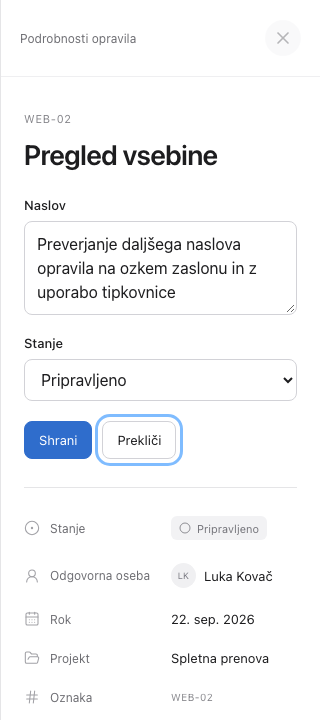 Podrobnosti opravila
WEB-02
Pregled vsebine
Naslov
Preverjanje daljšega naslova
opravila na ozkem zaslonu in z
uporabo tipkovnice
Stanje
Pripravljeno
Shrani Prekliči
Stanje Pripravljeno
Odgovorna oseba LK Luka Kovač
Rok 22. sep. 2026
Projekt Spletna prenova
Oznaka WEB-02